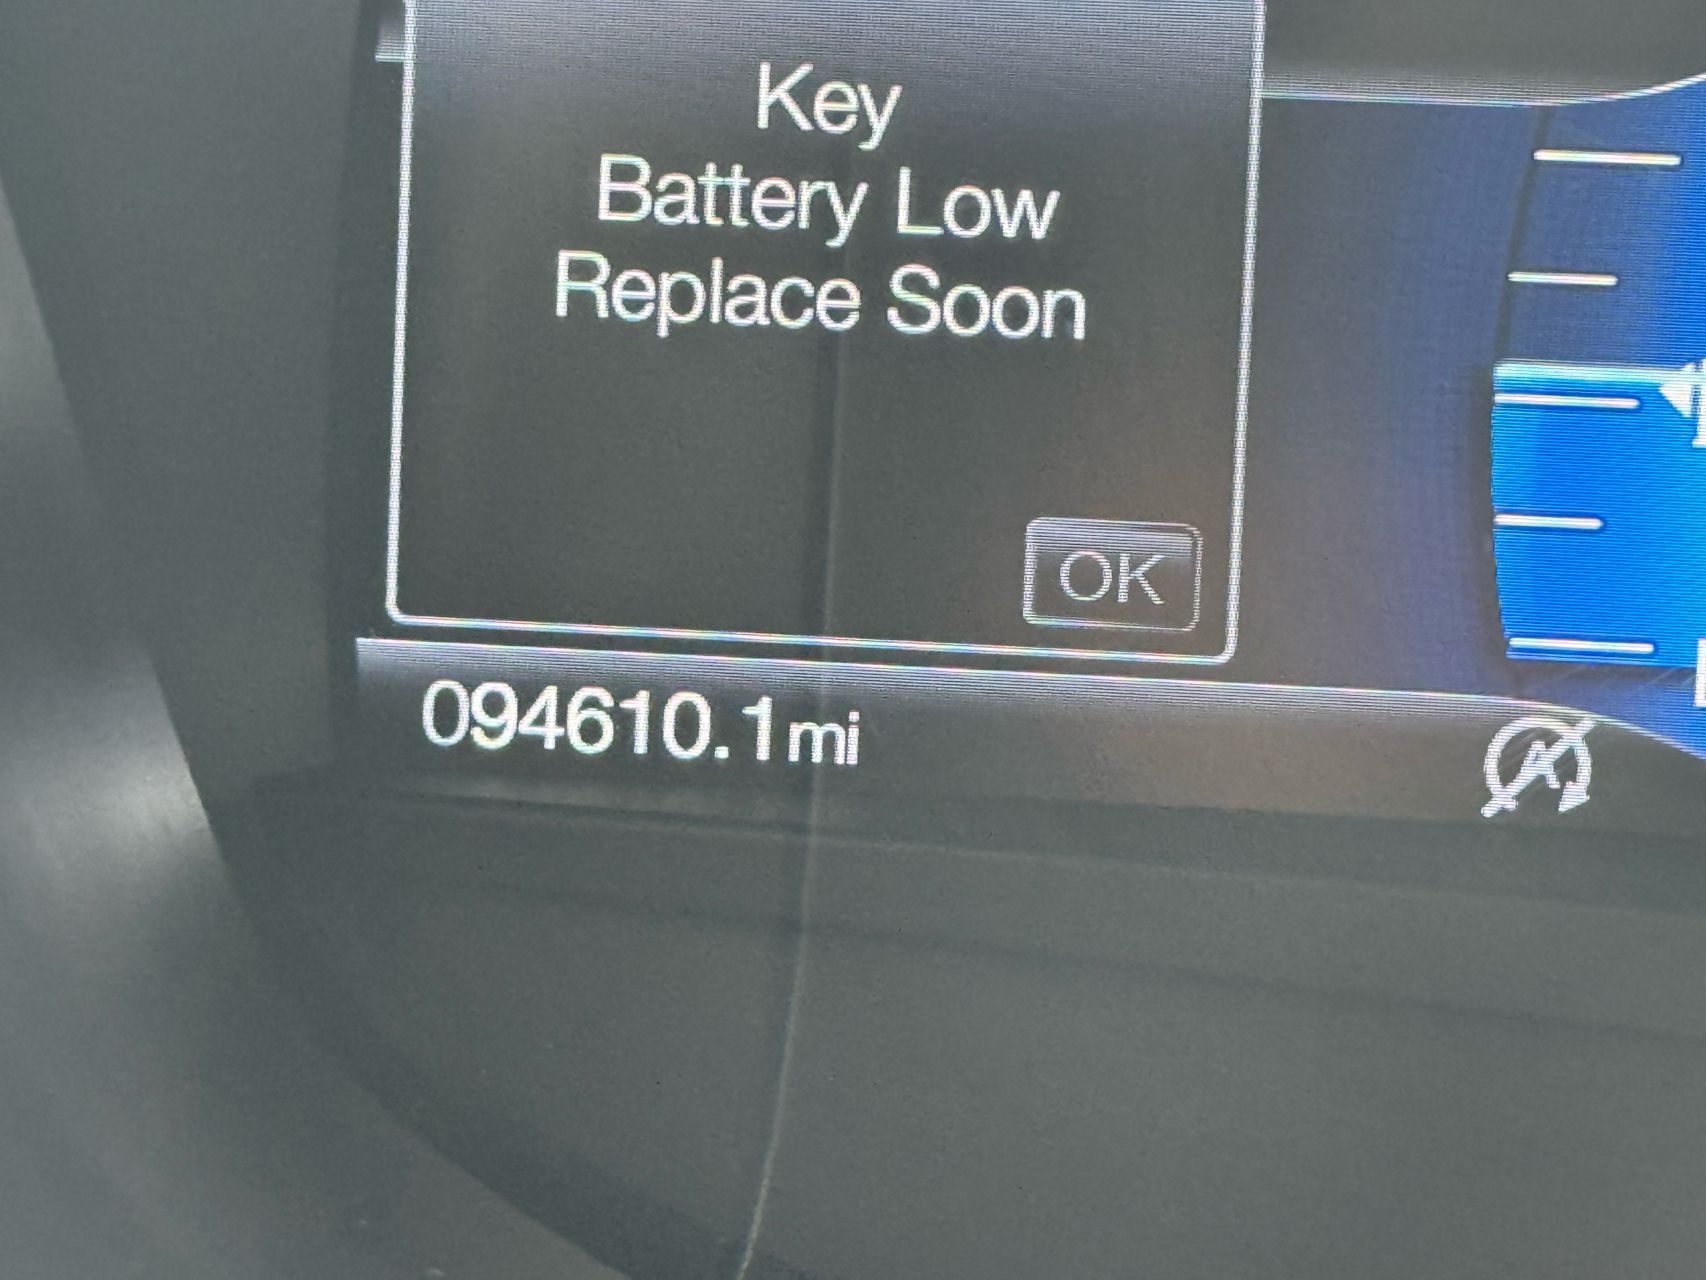 Key
Battery Low
Replace Soon
OK
094610.1mi
A